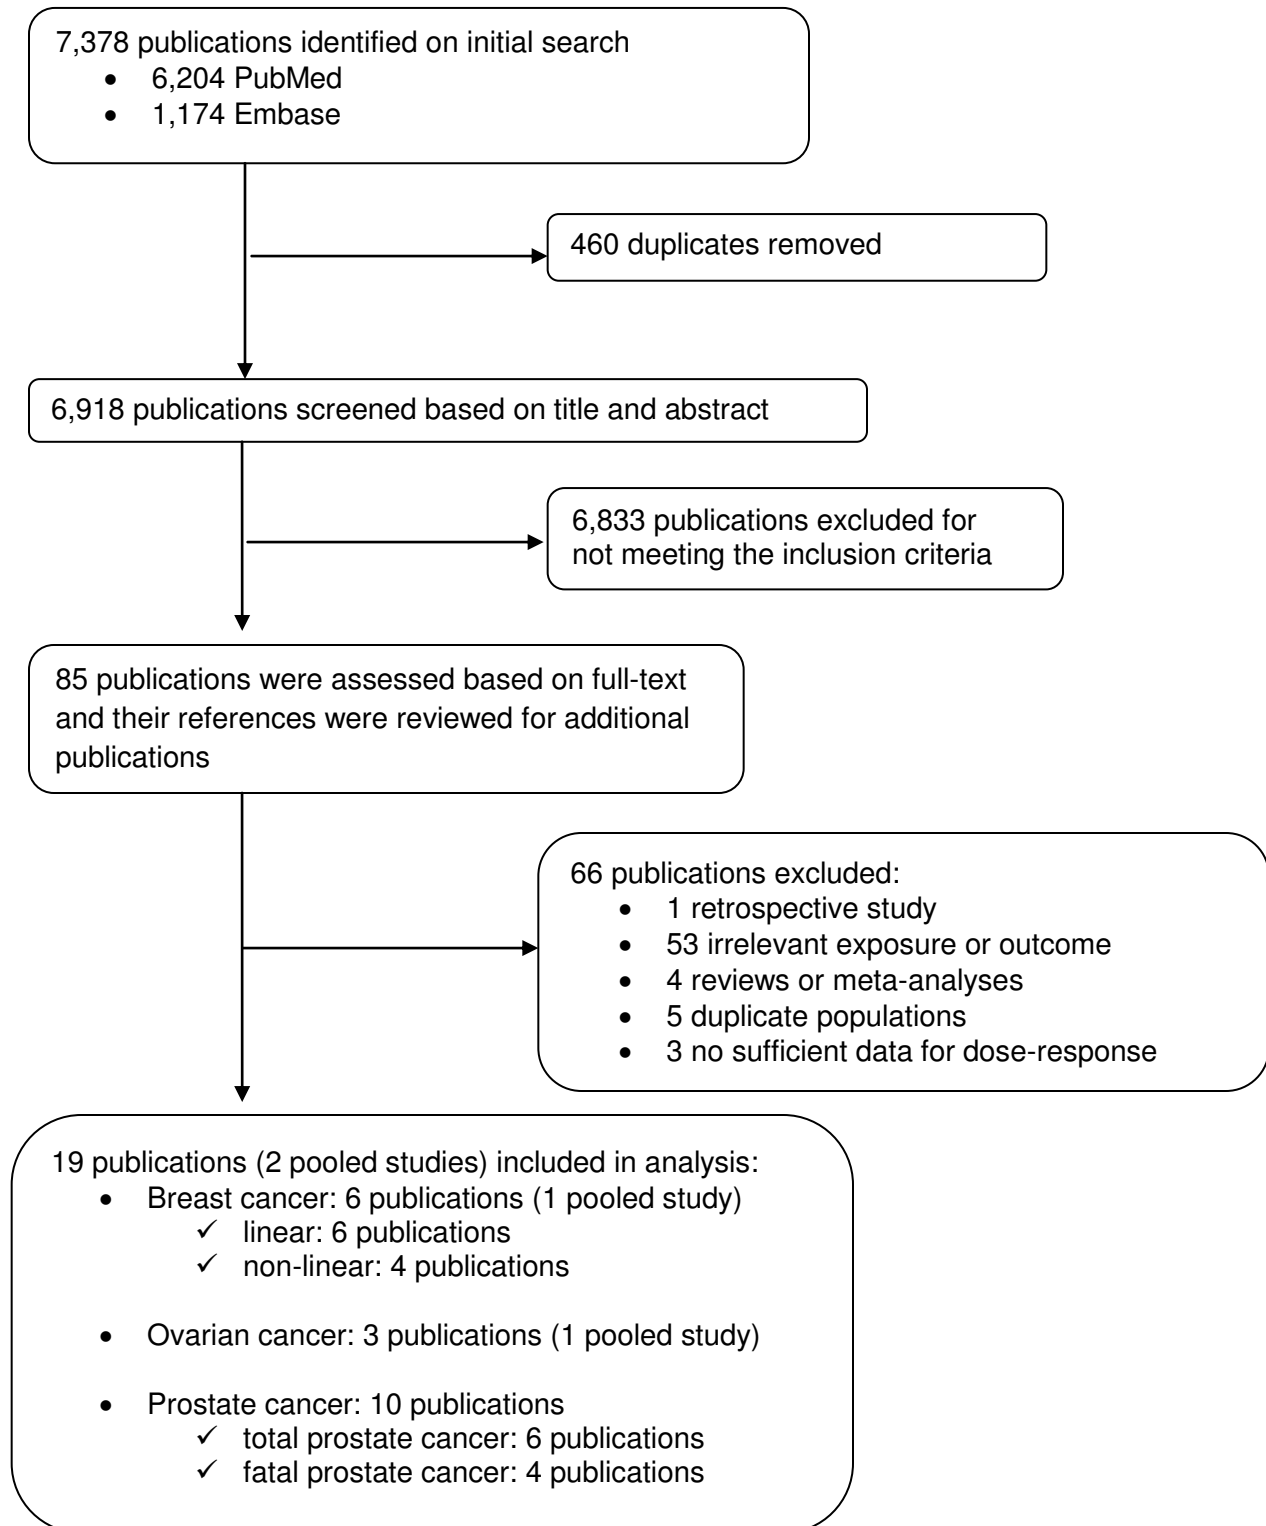 7,378 publications identified on initial search
• 6,204 PubMed
• 1,174 Embase
460 duplicates removed
6,918 publications screened based on title and abstract
6,833 publications excluded for
not meeting the inclusion criteria
85 publications were assessed based on full-text
and their references were reviewed for additional
publications
66 publications excluded:
• 1 retrospective study
• 53 irrelevant exposure or outcome
• 4 reviews or meta-analyses
• 5 duplicate populations
• 3 no sufficient data for dose-response
19 publications (2 pooled studies) included in analysis:
• Breast cancer: 6 publications (1 pooled study)
✓ linear: 6 publications
✓ non-linear: 4 publications
• Ovarian cancer: 3 publications (1 pooled study)
• Prostate cancer: 10 publications
✓ total prostate cancer: 6 publications
✓ fatal prostate cancer: 4 publications